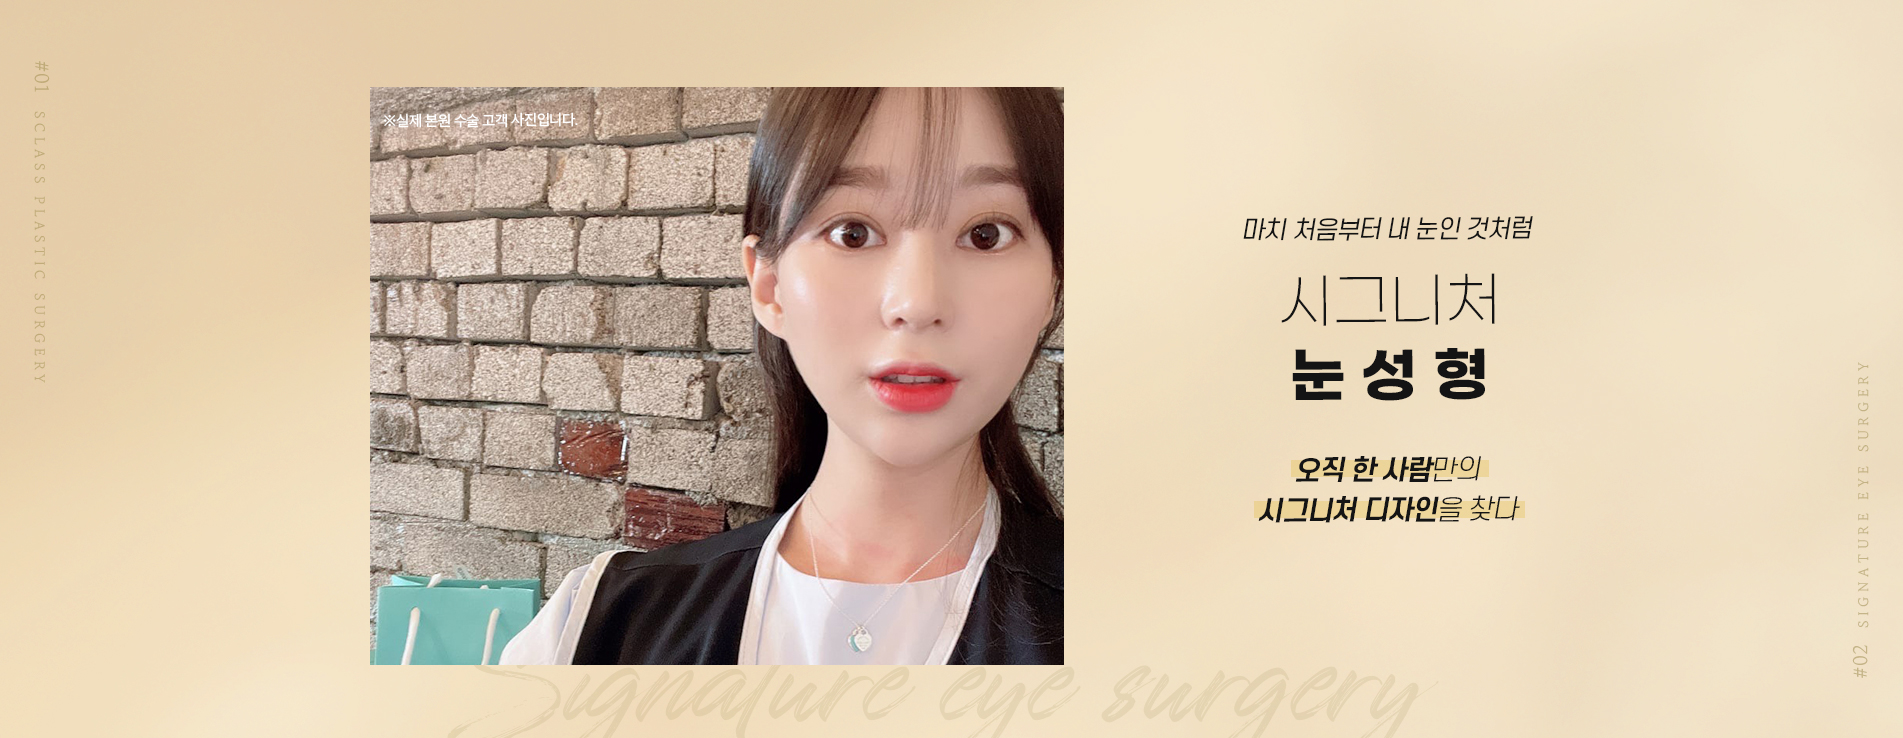 #01 SCLASS PLASTIC SURGERY
※실제 본원 수술 고객 사진입니다.
마치 처음부터 내 눈인 것처럼
시그니처
눈성형
오직 한 사람만의
시그니처 디자인을 찾다
#02 SIGNATURE EYE SURGERY
Signature eye surgery